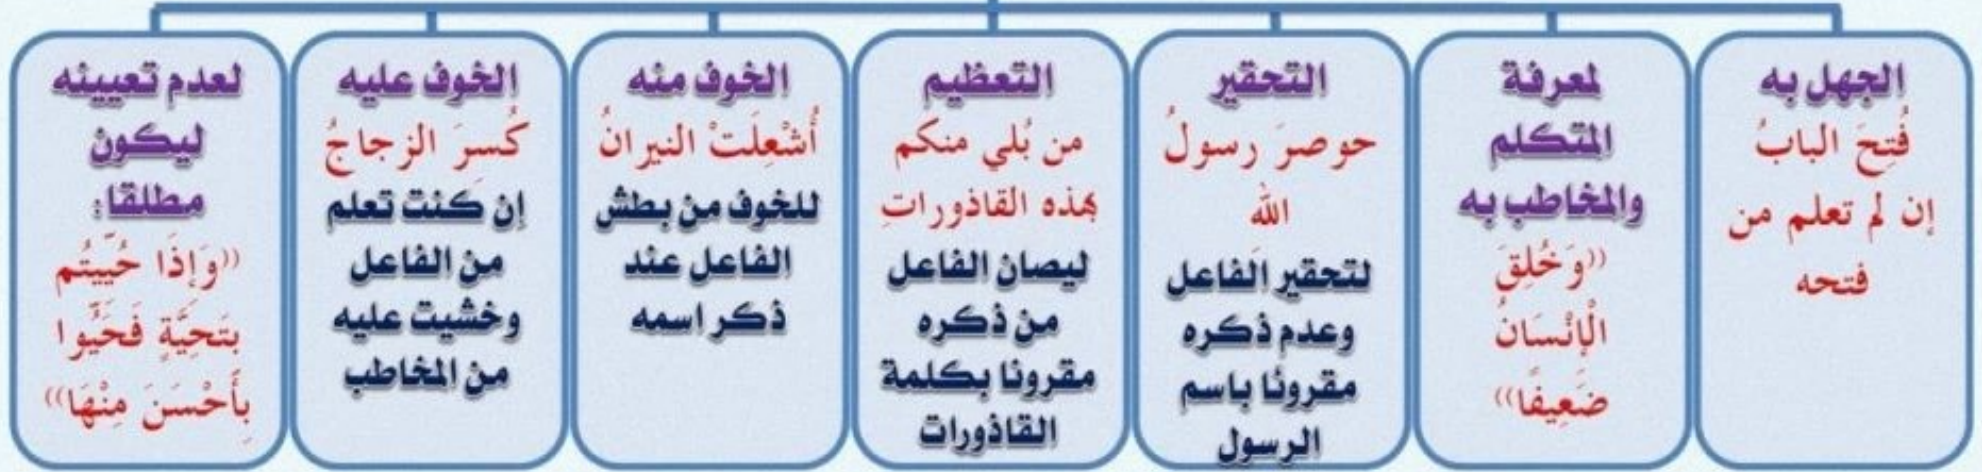 الجهل به
فُتِحَ البابُ
إن لم تعلم من
فتحه
لمعرفة
المتكلم
والمخاطب به
((وَخُلِقَ
الْإِنْسَانُ
ضَعِيفًا))
التحقير
حوصرَ رسولُ
الله
لتحقير الفاعل
وعدم ذكره
مقرونًا باسم
الرسول
التعظيم
من بُلي منكم
بهذه القاذوراتِ
ليصان الفاعل
من ذكره
مقرونا بكلمة
القاذورات
الخوف منه
أُشْعِلَتْ النيرانُ
للخوف من بطش
الفاعل عند
ذكر اسمه
الخوف عليه
كُسِرَ الزجاجُ
إن كنت تعلم
من الفاعل
وخشيت عليه
من المخاطب
لعدم تعيينه
ليكون
مطلقا:
((وَإِذَا حُيِّيتُم
بِتَحِيَّةٍ فَحَيُّوا
بِأَحْسَنَ مِنْهَا))